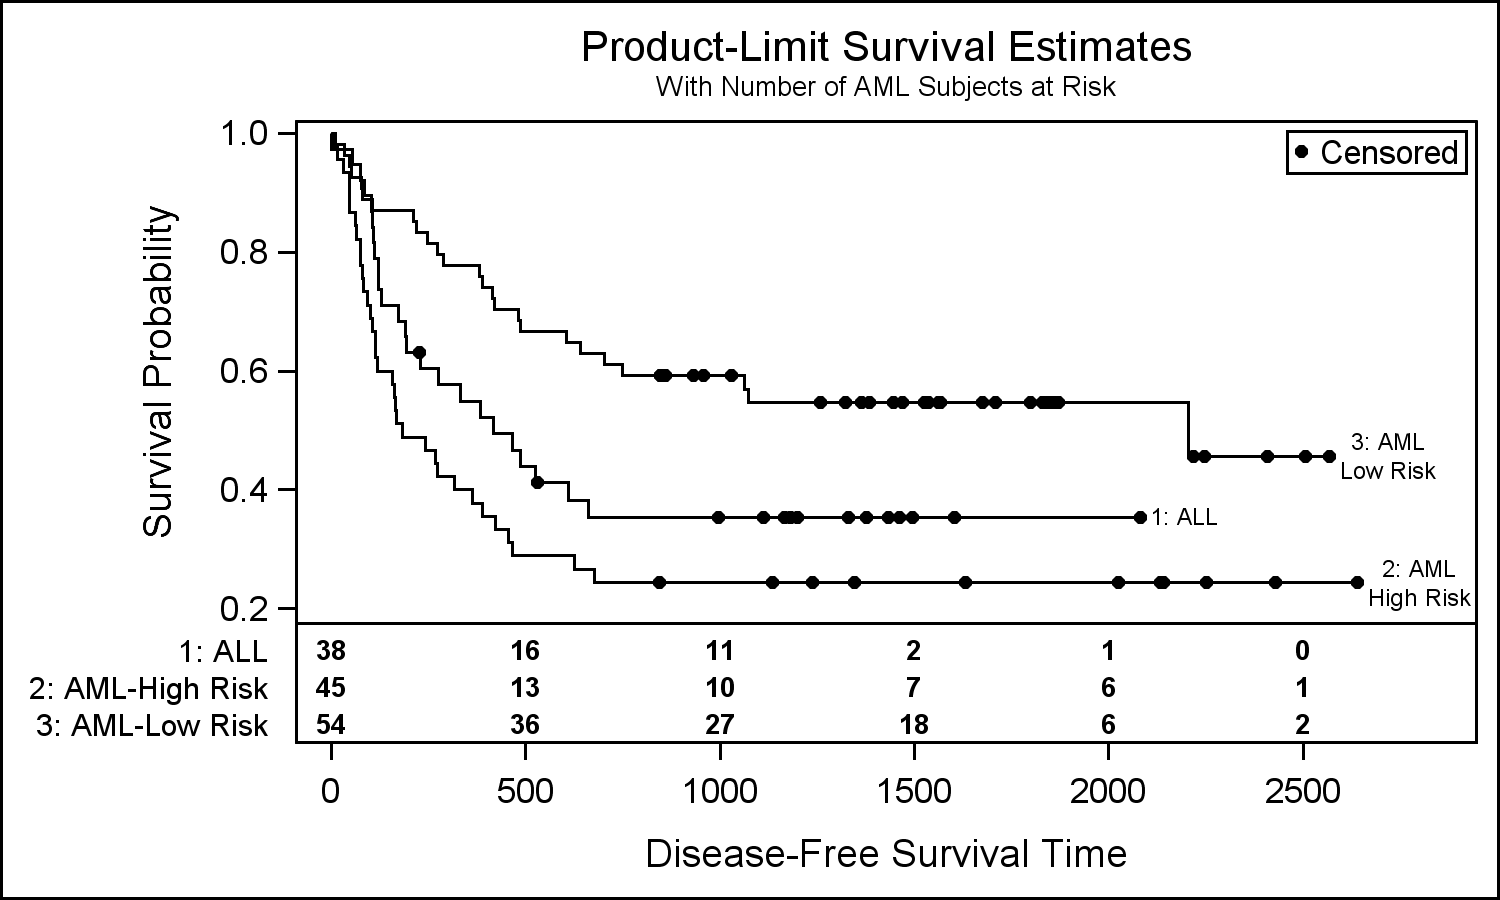 Product-Limit Survival Estimates
With Number of AML Subjects at Risk
Censored
Survival Probability
1.0
0.8
0.6
0.4
0.2
3: AML
Low Risk
1: ALL
2: AML
High Risk
1: ALL 38 16 11 2 1 0
2: AML-High Risk 45 13 10 7 6 1
3: AML-Low Risk 54 36 27 18 6 2
0 500 1000 1500 2000 2500
Disease-Free Survival Time